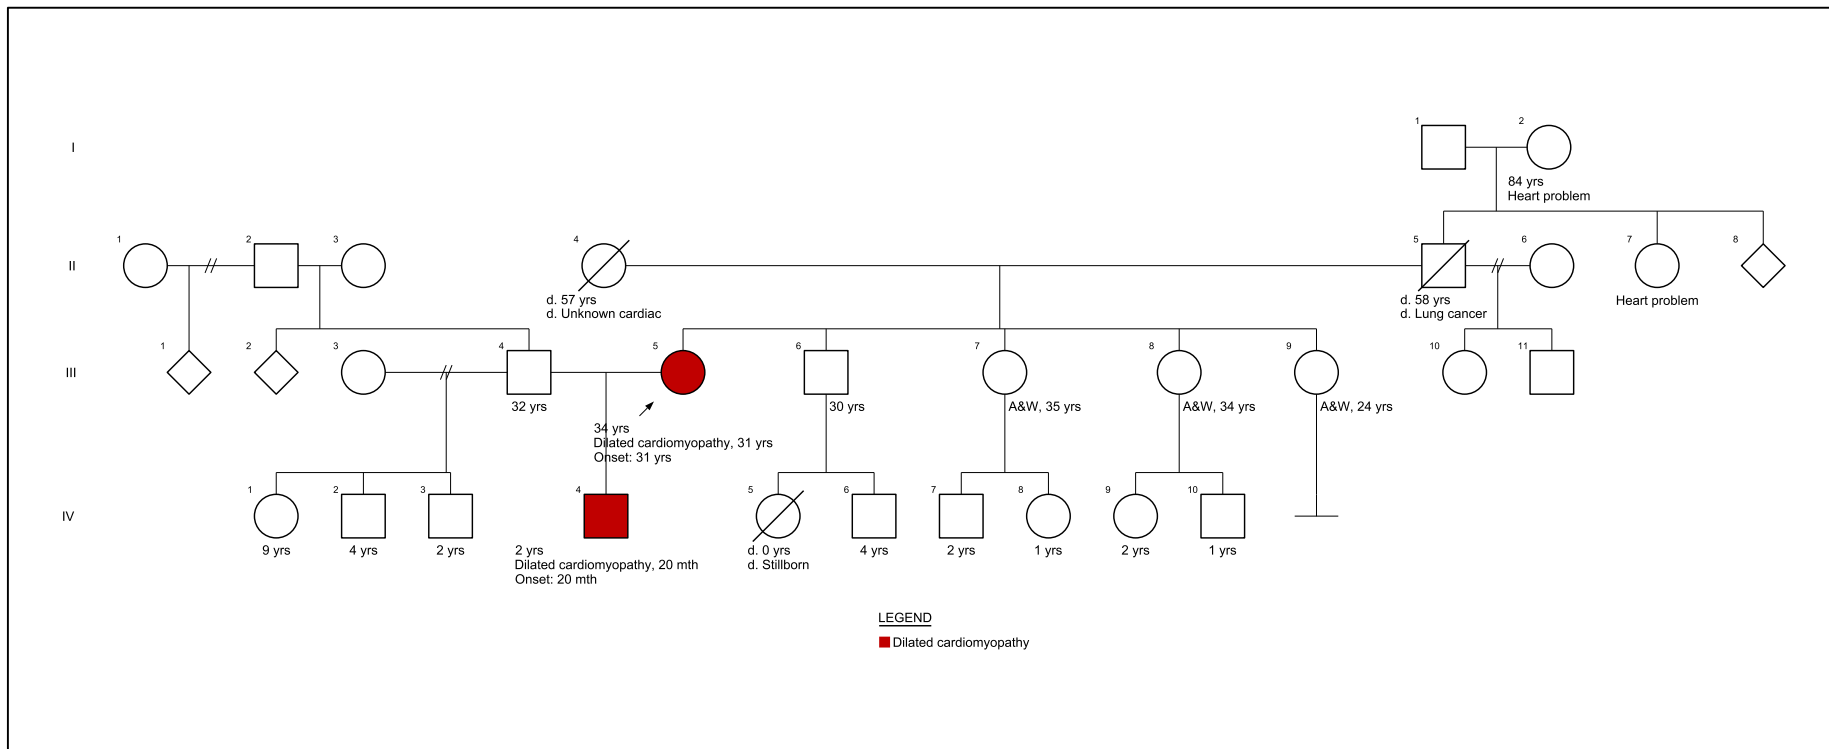 1 2
I
84 yrs
Heart problem
1 2 3 4 5 6 7 8
II
d. 57 yrs
d. Unknown cardiac
d. 58 yrs
d. Lung cancer
Heart problem
1 2 3 4 5 6 7 8 9 10 11
III
32 yrs
34 yrs
Dilated cardiomyopathy, 31 yrs
Onset: 31 yrs
30 yrs
A&W, 35 yrs
A&W, 34 yrs
A&W, 24 yrs
1 2 3 4 5 6 7 8 9 10
IV
9 yrs
4 yrs
2 yrs
2 yrs
Dilated cardiomyopathy, 20 mth
Onset: 20 mth
d. 0 yrs
d. Stillborn
4 yrs
2 yrs
1 yrs
2 yrs
1 yrs
LEGEND
Dilated cardiomyopathy